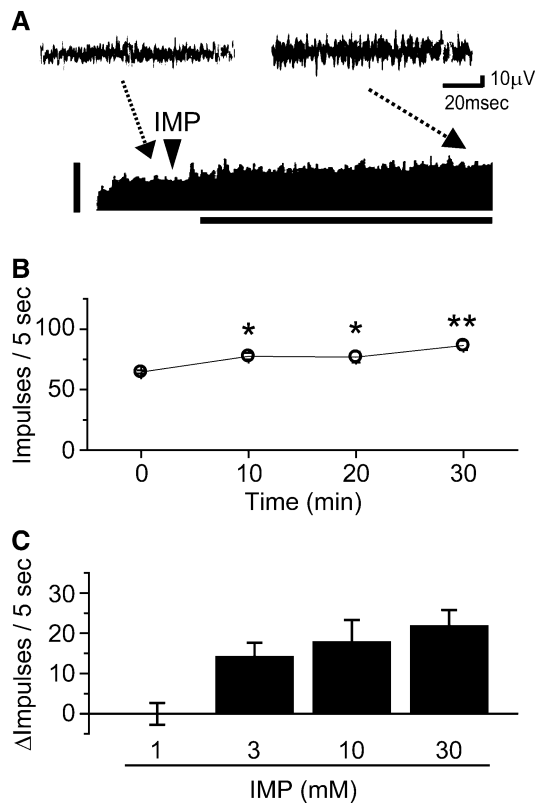 A
10μV
20msec
IMP
B
Impulses / 5 sec
100
50
0
* * **
0 10 20 30
Time (min)
C
ΔImpulses / 5 sec
30
20
10
0
1 3 10 30
IMP (mM)